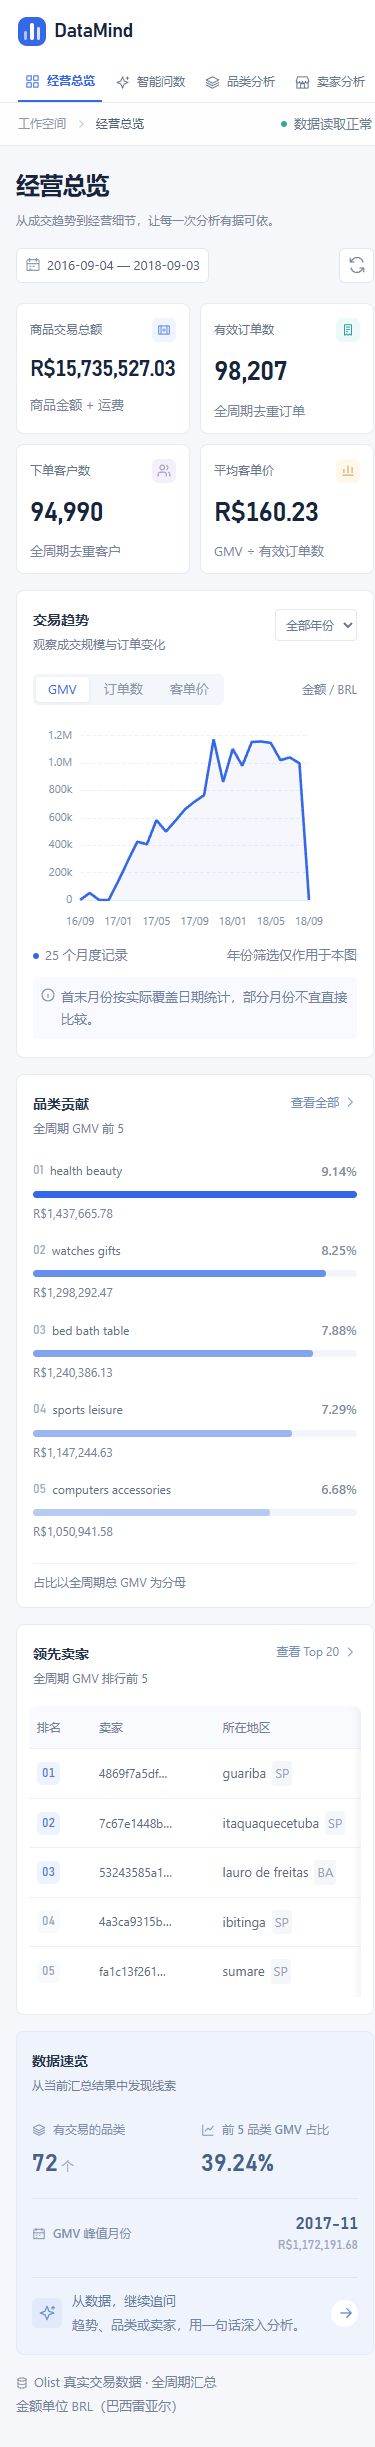 DataMind
经营总览 智能问数 品类分析 卖家分析
工作空间 > 经营总览 数据读取正常
经营总览
从成交趋势到经营细节，让每一次分析有据可依。
2016-09-04 — 2018-09-03
商品交易总额
R$15,735,527.03
商品金额 + 运费
有效订单数
98,207
全周期去重订单
下单客户数
94,990
全周期去重客户
平均客单价
R$160.23
GMV ÷ 有效订单数
交易趋势
观察成交规模与订单变化
全部年份
GMV 订单数 客单价 金额 / BRL
1.2M
1.0M
800k
600k
400k
200k
0
16/09 17/01 17/05 17/09 18/01 18/05 18/09
25 个月度记录 年份筛选仅作用于本图
首末月份按实际覆盖日期统计，部分月份不宜直接
比较。
品类贡献 查看全部 >
全周期 GMV 前 5
01 health beauty 9.14%
R$1,437,665.78
02 watches gifts 8.25%
R$1,298,292.47
03 bed bath table 7.88%
R$1,240,386.13
04 sports leisure 7.29%
R$1,147,244.63
05 computers accessories 6.68%
R$1,050,941.58
占比以全周期总 GMV 为分母
领先卖家 查看 Top 20 >
全周期 GMV 排行前 5
排名 卖家 所在地区
01 4869f7a5df... guariba SP
02 7c67e1448b... itaquaquecetuba SP
03 53243585a1... lauro de freitas BA
04 4a3ca9315b... ibitinga SP
05 fa1c13f261... sumare SP
数据速览
从当前汇总结果中发现线索
有交易的品类
72 个
前 5 品类 GMV 占比
39.24%
GMV 峰值月份 2017-11
R$1,172,191.68
从数据，继续追问
趋势、品类或卖家，用一句话深入分析。
Olist 真实交易数据 · 全周期汇总
金额单位 BRL（巴西雷亚尔）